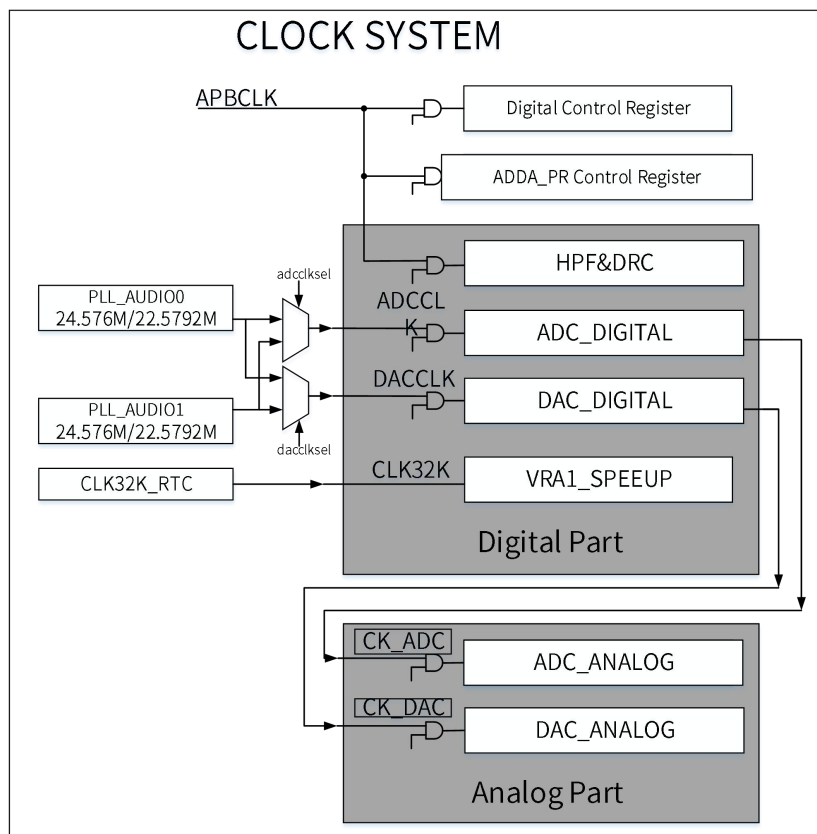 CLOCK SYSTEM
APBCLK
Digital Control Register
ADDA_PR Control Register
HPF&DRC
adcclksel
PLL_AUDIO0
24.576M/22.5792M
ADCCL
K
ADC_DIGITAL
DACCLK
DAC_DIGITAL
PLL_AUDIO1
24.576M/22.5792M
dacclksel
CLK32K_RTC
CLK32K
VRA1_SPEEUP
Digital Part
CK_ADC
ADC_ANALOG
CK_DAC
DAC_ANALOG
Analog Part